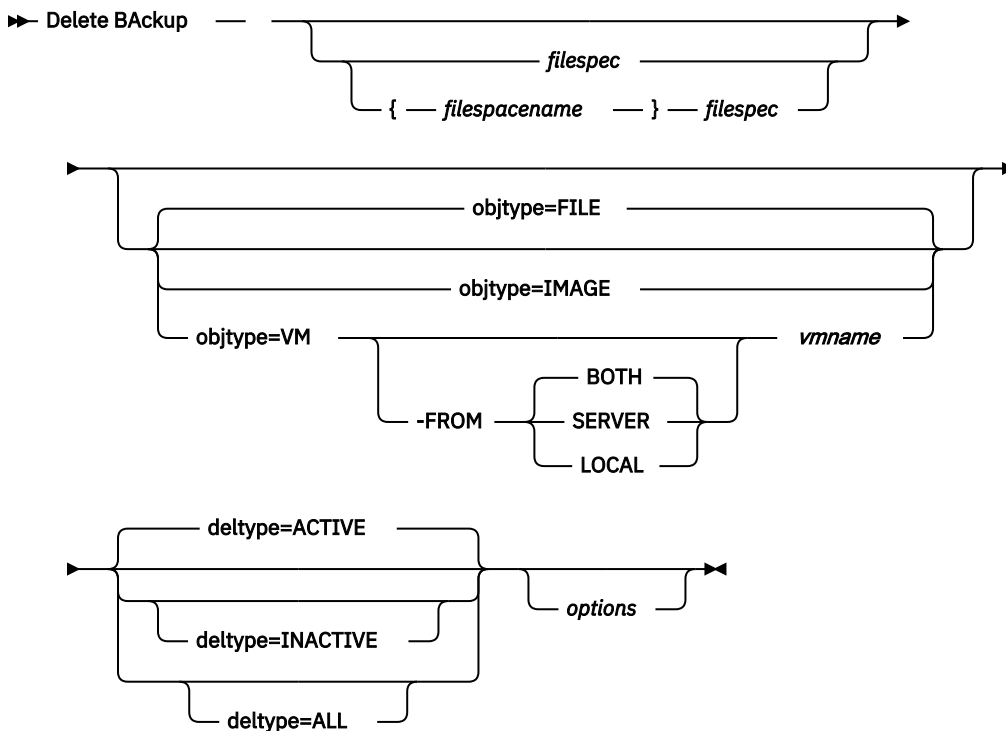 Delete BAckup
filespec
{ filespacename } filespec
objtype=FILE
objtype=IMAGE
objtype=VM vmname
BOTH
-FROM SERVER
LOCAL
deltype=ACTIVE
options
deltype=INACTIVE
deltype=ALL